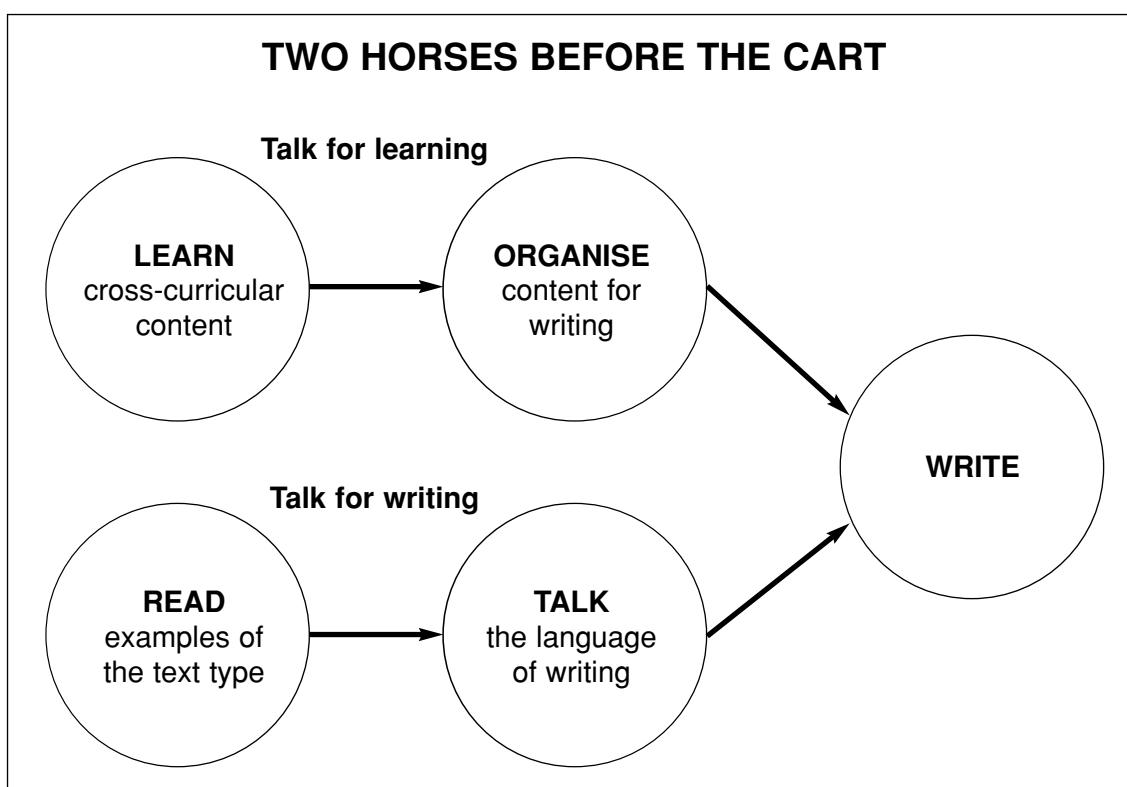 TWO HORSES BEFORE THE CART
Talk for learning
LEARN
cross-curricular
content
ORGANISE
content for
writing
WRITE
Talk for writing
READ
examples of
the text type
TALK
the language
of writing